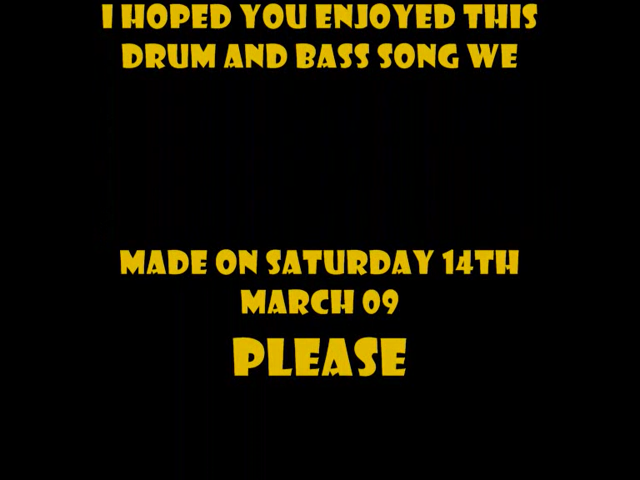 I HOPED YOU ENJOYED THIS
DRUM AND BASS SONG WE
MADE ON SATURDAY 14TH
MARCH 09
PLEASE